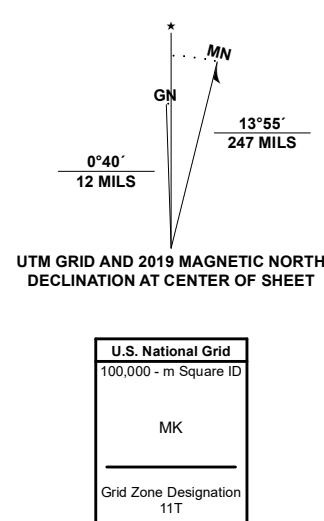 ★
MN
GN
13°55´
247 MILS
0°40´
12 MILS
UTM GRID AND 2019 MAGNETIC NORTH
DECLINATION AT CENTER OF SHEET
U.S. National Grid
100,000 - m Square ID
MK
Grid Zone Designation
11T